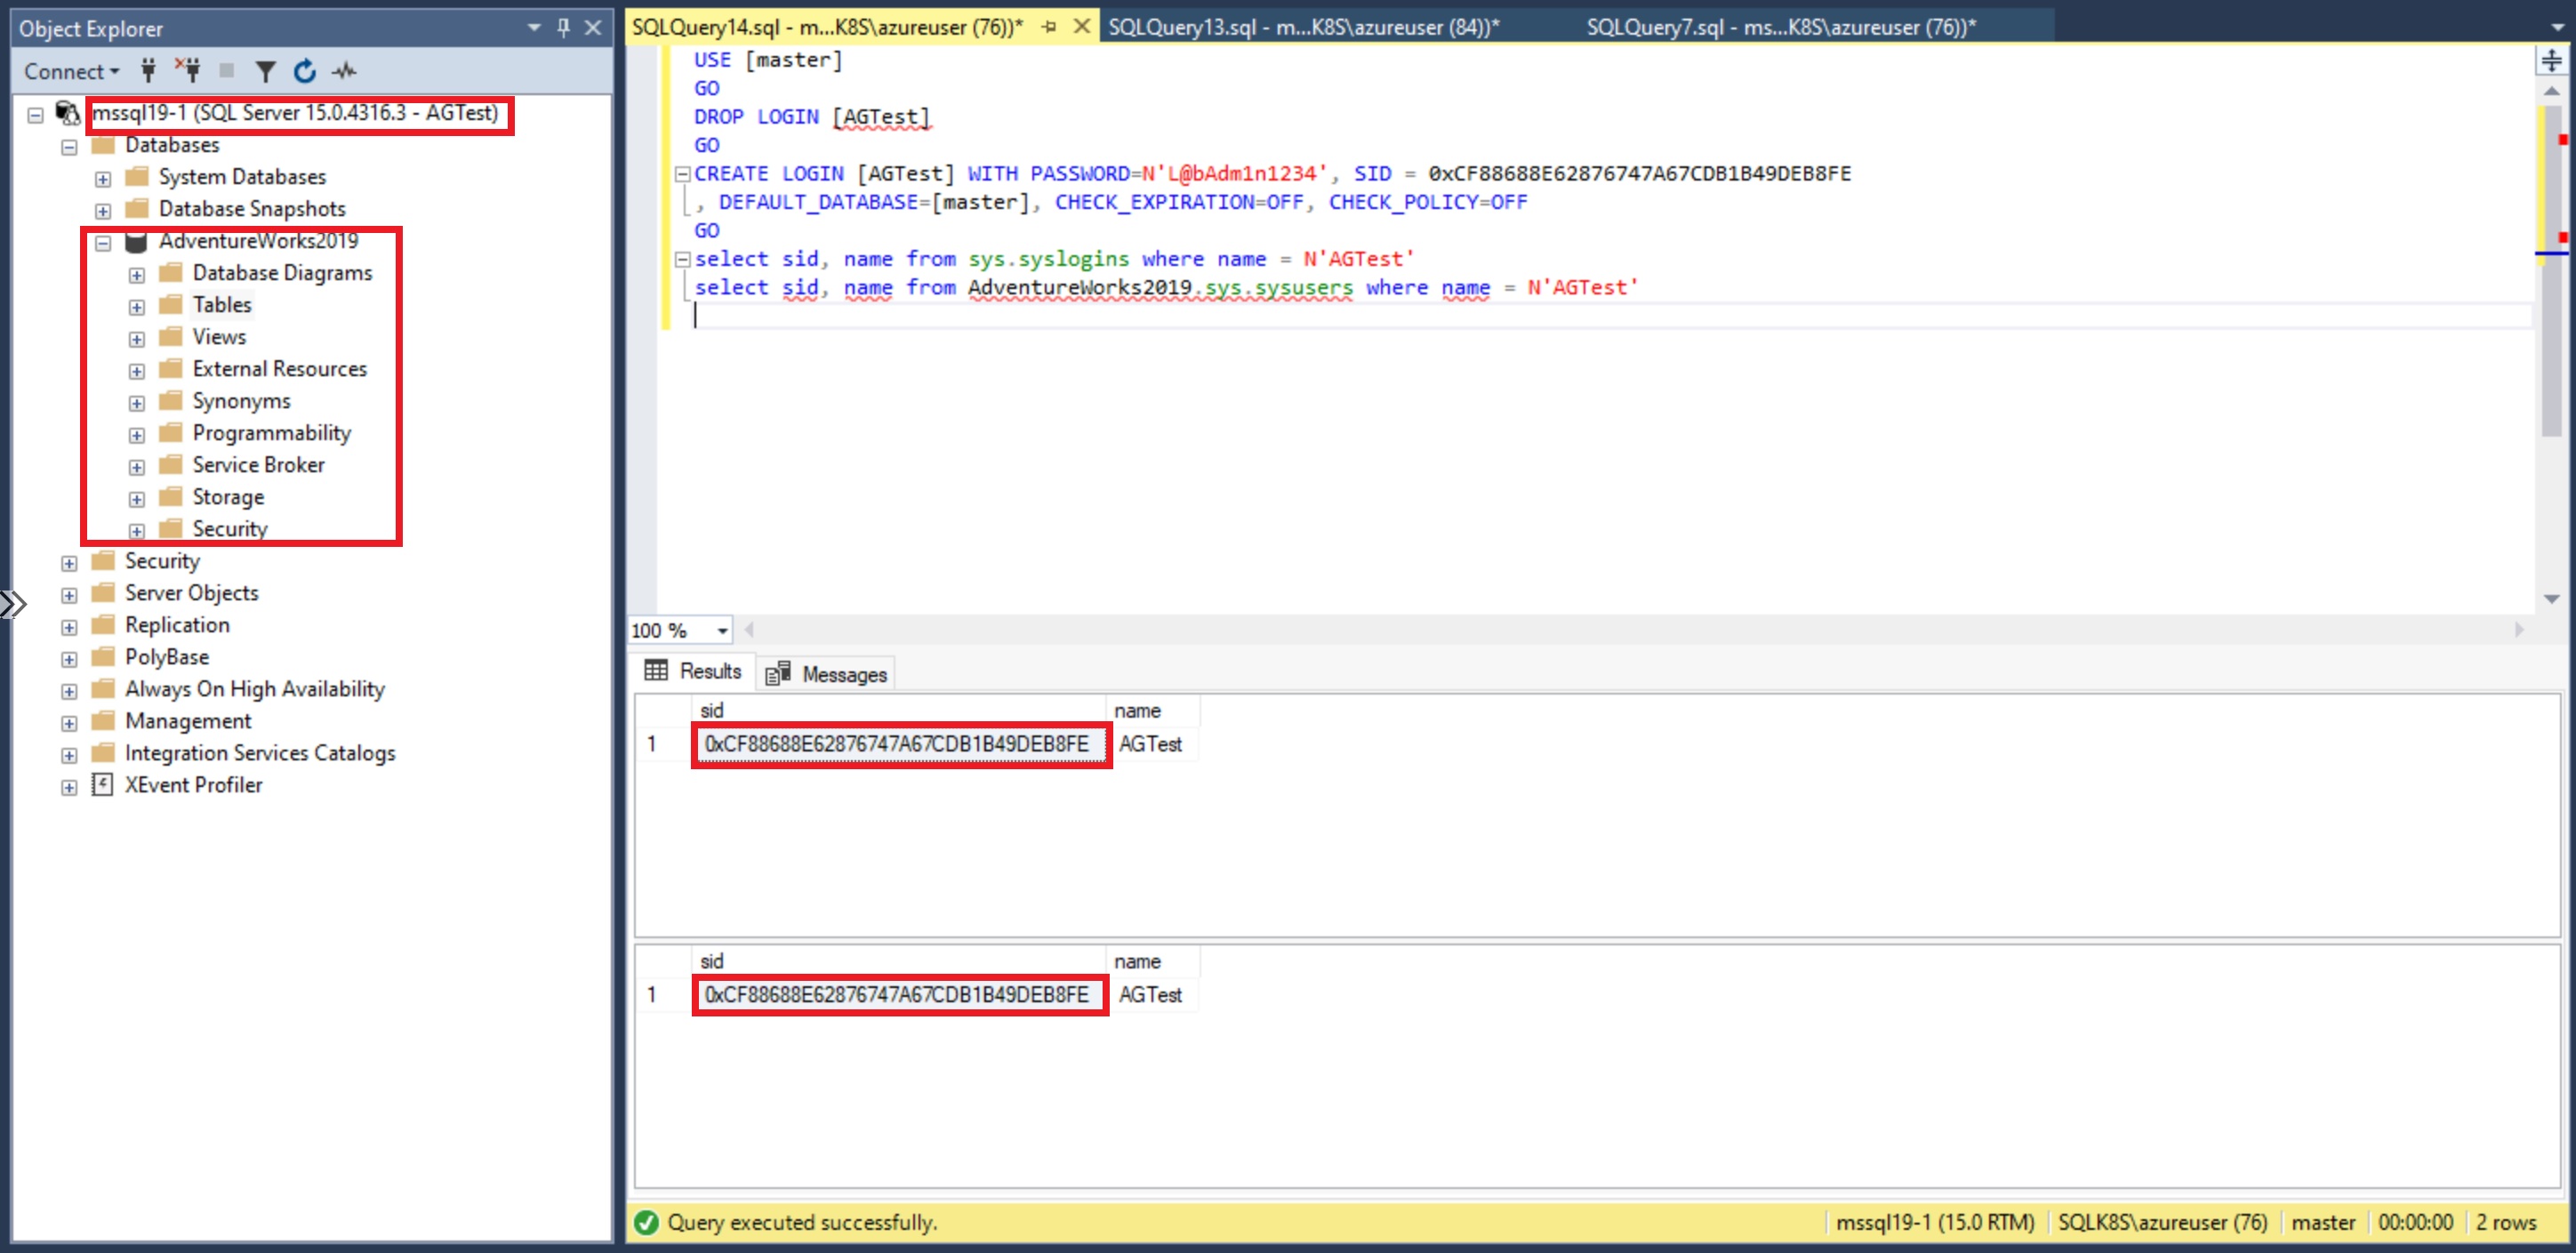 Object Explorer
Connect
mssql19-1 (SQL Server 15.0.4316.3 - AGTest)
Databases
System Databases
Database Snapshots
AdventureWorks2019
Database Diagrams
Tables
Views
External Resources
Synonyms
Programmability
Service Broker
Storage
Security
Security
Server Objects
Replication
PolyBase
Always On High Availability
Management
Integration Services Catalogs
XEvent Profiler
SQLQuery14.sql - m...K8S\azureuser (76))* SQLQuery13.sql - m...K8S\azureuser (84))* SQLQuery7.sql - ms...K8S\azureuser (76))*
USE [master]
GO
DROP LOGIN [AGTest]
GO
CREATE LOGIN [AGTest] WITH PASSWORD=N'L@bAdm1n1234', SID = 0xCF88688E62876747A67CDB1B49DEB8FE
, DEFAULT_DATABASE=[master], CHECK_EXPIRATION=OFF, CHECK_POLICY=OFF
GO
select sid, name from sys.syslogins where name = N'AGTest'
select sid, name from AdventureWorks2019.sys.sysusers where name = N'AGTest'
100 %
Results Messages
sid name
1 0xCF88688E62876747A67CDB1B49DEB8FE AGTest
sid name
1 0xCF88688E62876747A67CDB1B49DEB8FE AGTest
Query executed successfully. mssql19-1 (15.0 RTM) SQLK8S\azureuser (76) master 00:00:00 2 rows